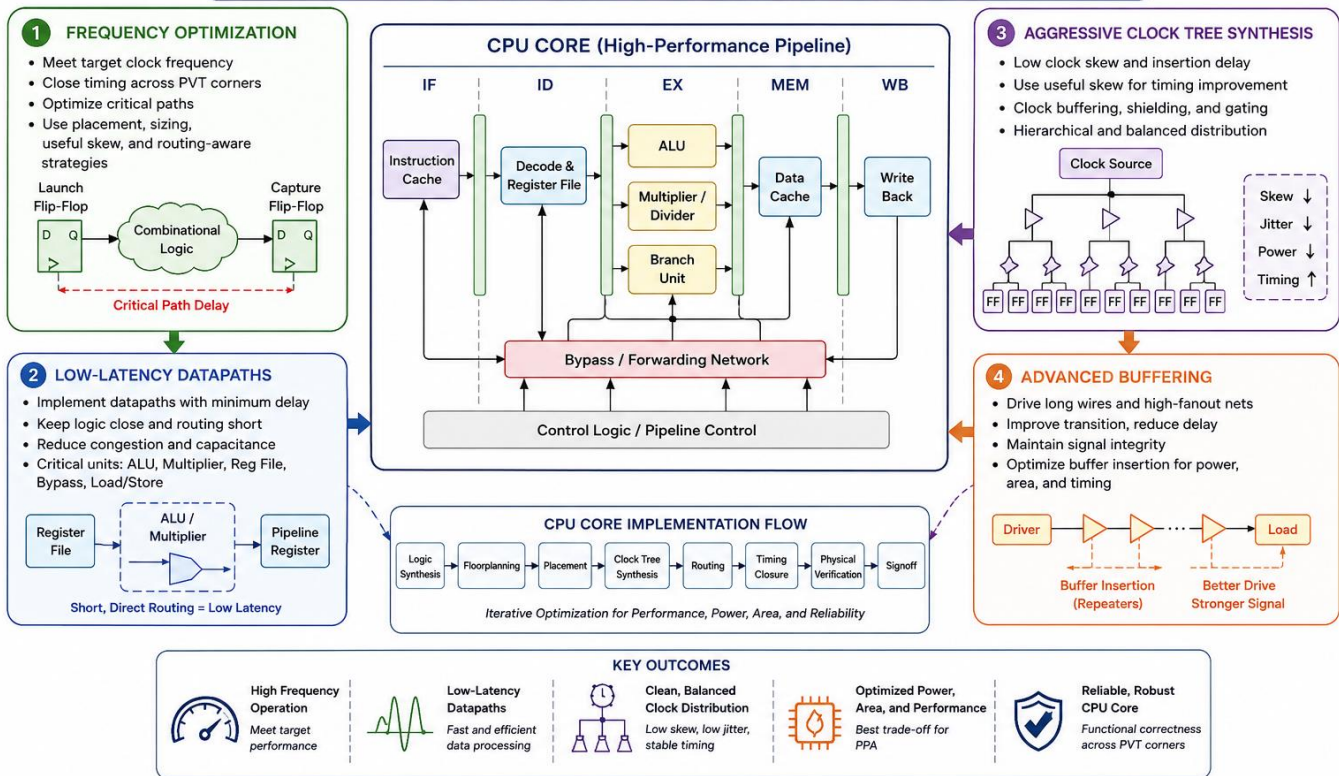 1 FREQUENCY OPTIMIZATION
• Meet target clock frequency
• Close timing across PVT corners
• Optimize critical paths
• Use placement, sizing,
useful skew, and routing-aware
strategies
Launch
Flip-Flop
Capture
Flip-Flop
D Q
Combinational
Logic
D Q
Critical Path Delay
2 LOW-LATENCY DATAPATHS
• Implement datapaths with minimum delay
• Keep logic close and routing short
• Reduce congestion and capacitance
• Critical units: ALU, Multiplier, Reg File,
Bypass, Load/Store
Register
File
ALU /
Multiplier
Pipeline
Register
Short, Direct Routing = Low Latency
CPU CORE (High-Performance Pipeline)
IF ID EX MEM WB
Instruction
Cache
Decode &
Register File
ALU
Multiplier /
Divider
Branch
Unit
Data
Cache
Write
Back
Bypass / Forwarding Network
Control Logic / Pipeline Control
CPU CORE IMPLEMENTATION FLOW
Logic
Synthesis
Floorplanning
Placement
Clock Tree
Synthesis
Routing
Timing
Closure
Physical
Verification
Signoff
Iterative Optimization for Performance, Power, Area, and Reliability
3 AGGRESSIVE CLOCK TREE SYNTHESIS
• Low clock skew and insertion delay
• Use useful skew for timing improvement
• Clock buffering, shielding, and gating
• Hierarchical and balanced distribution
Clock Source
FF FF FF FF FF FF FF FF FF
Skew ↓
Jitter ↓
Power ↓
Timing ↑
4 ADVANCED BUFFERING
• Drive long wires and high-fanout nets
• Improve transition, reduce delay
• Maintain signal integrity
• Optimize buffer insertion for power,
area, and timing
Driver
Load
Buffer Insertion
(Repeaters)
Better Drive
Stronger Signal
KEY OUTCOMES
High Frequency
Operation
Meet target
performance
Low-Latency
Datapaths
Fast and efficient
data processing
Clean, Balanced
Clock Distribution
Low skew, low jitter,
stable timing
Optimized Power,
Area, and Performance
Best trade-off for
PPA
Reliable, Robust
CPU Core
Functional correctness
across PVT corners